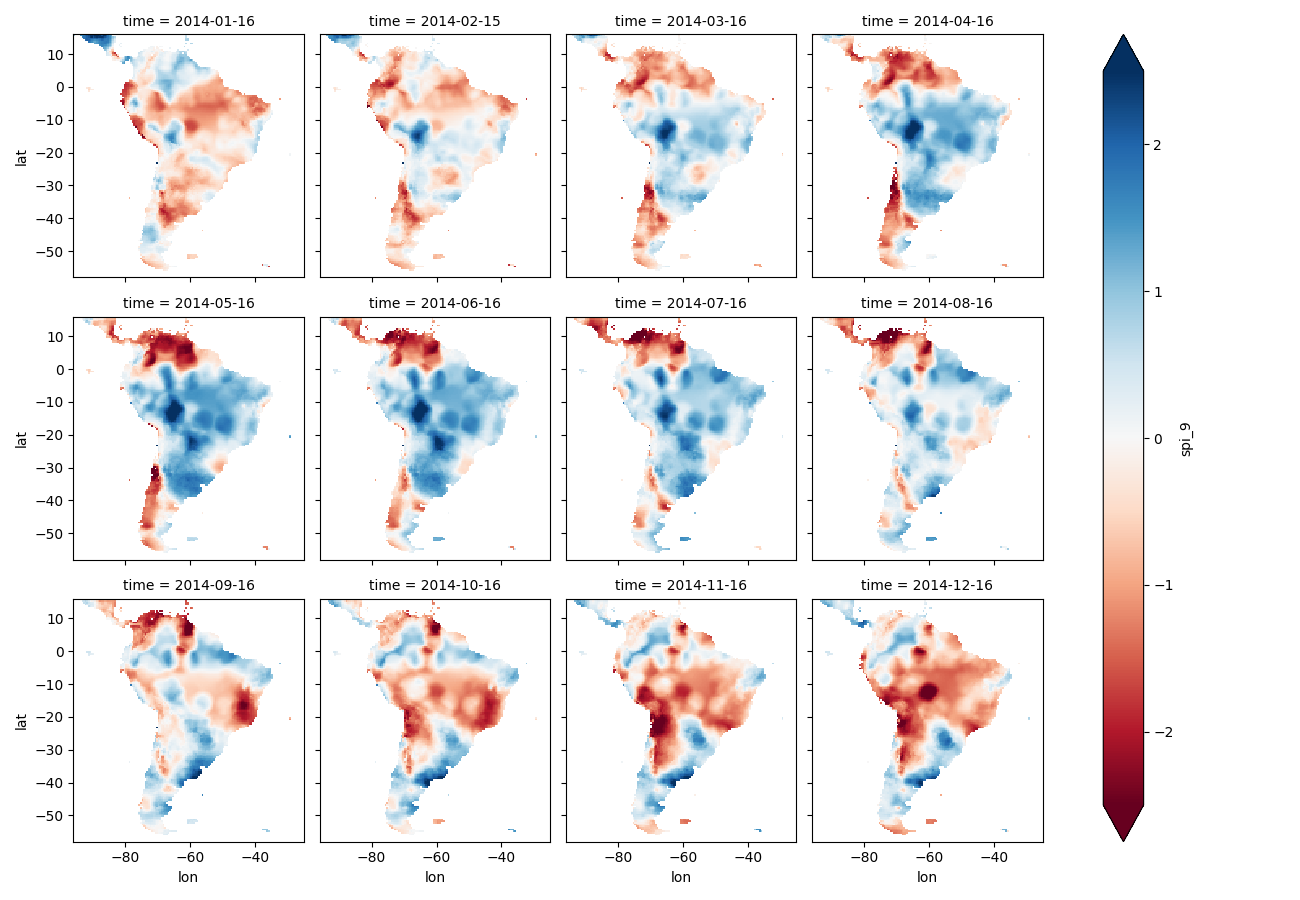 time = 2014-01-16
time = 2014-02-15
time = 2014-03-16
time = 2014-04-16
10
0
−10
−20
−30
−40
−50
lat
time = 2014-05-16
time = 2014-06-16
time = 2014-07-16
time = 2014-08-16
10
0
−10
−20
−30
−40
−50
lat
time = 2014-09-16
time = 2014-10-16
time = 2014-11-16
time = 2014-12-16
10
0
−10
−20
−30
−40
−50
lat
−80
−60
−40
lon
−80
−60
−40
lon
−80
−60
−40
lon
−80
−60
−40
lon
2
1
0
−1
−2
spi_9